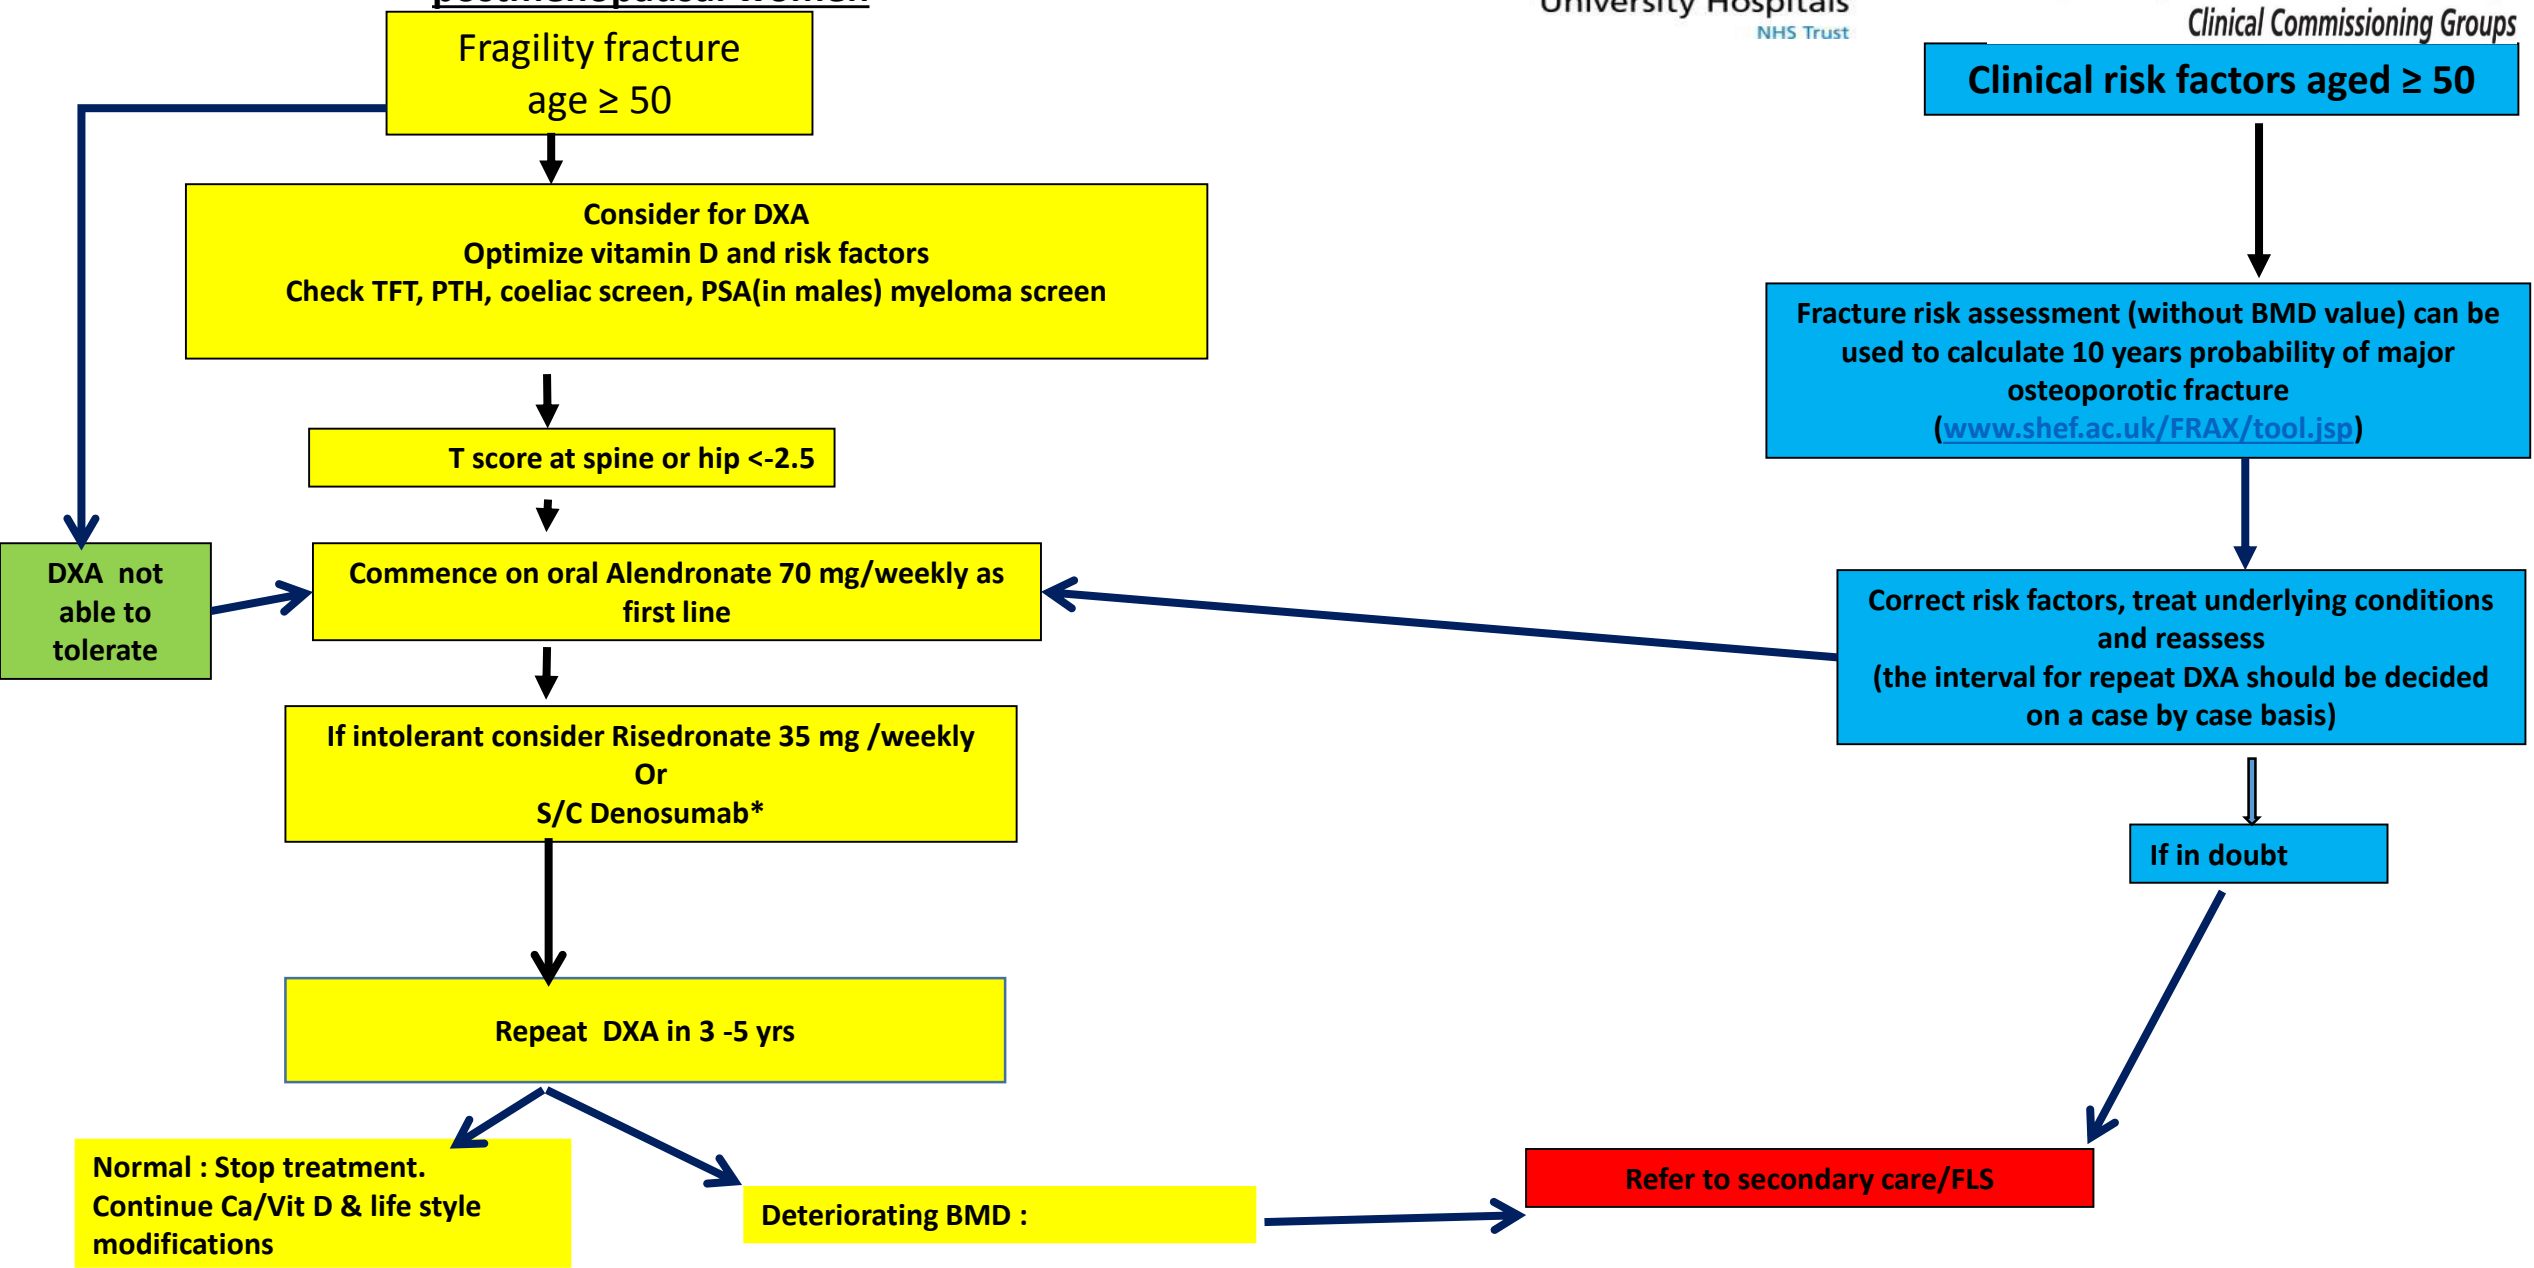 postmenopausal women
University Hospitals
NHS Trust
Clinical Commissioning Groups
Fragility fracture
age ≥ 50
Clinical risk factors aged ≥ 50
Consider for DXA
Optimize vitamin D and risk factors
Check TFT, PTH, coeliac screen, PSA(in males) myeloma screen
Fracture risk assessment (without BMD value) can be
used to calculate 10 years probability of major
osteoporotic fracture
(www.shef.ac.uk/FRAX/tool.jsp)
T score at spine or hip <-2.5
DXA not
able to
tolerate
Commence on oral Alendronate 70 mg/weekly as
first line
Correct risk factors, treat underlying conditions
and reassess
(the interval for repeat DXA should be decided
on a case by case basis)
If intolerant consider Risedronate 35 mg /weekly
Or
S/C Denosumab*
If in doubt
Repeat DXA in 3 -5 yrs
Normal : Stop treatment.
Continue Ca/Vit D & life style
modifications
Deteriorating BMD :
Refer to secondary care/FLS